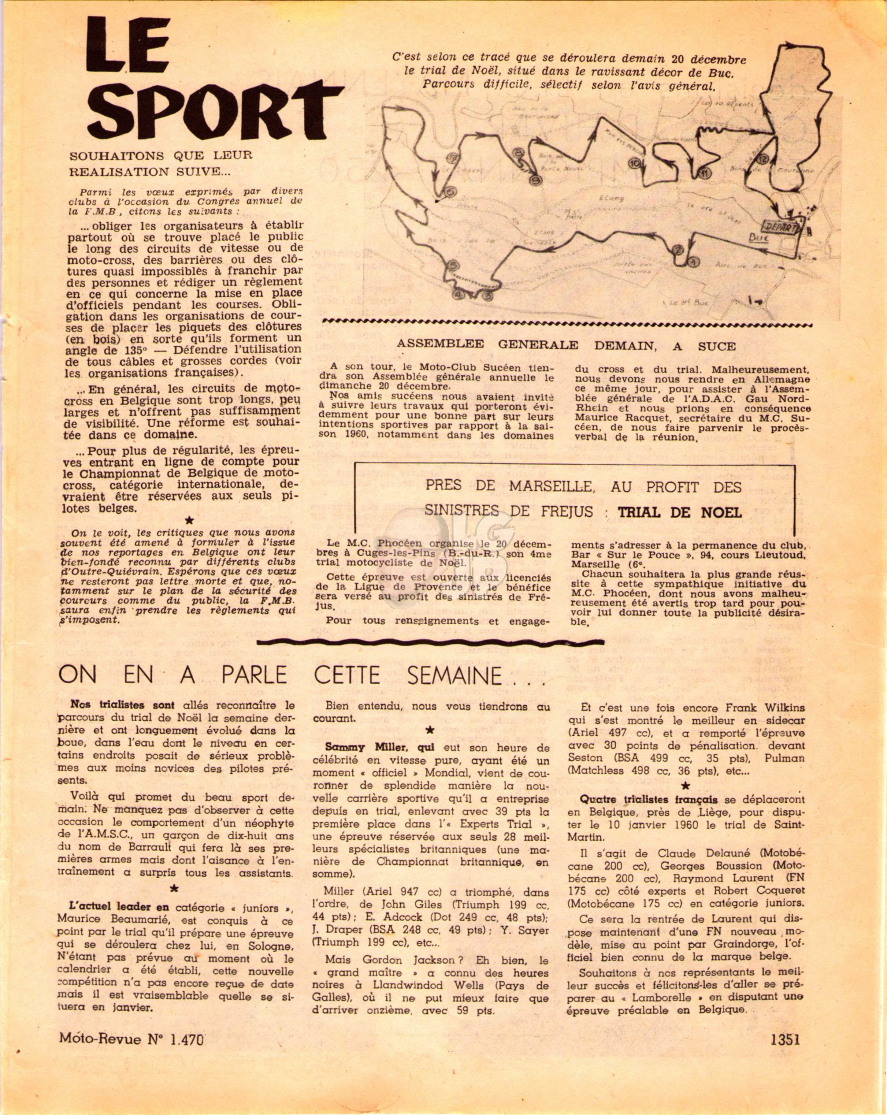 LE
SPORT
C'est selon ce tracé que se déroulera demain 20 décembre
le trial de Noël, situé dans le ravissant décor de Buc.
Parcours difficile, sélectif selon l'avis général.
DEPART
Buc
SOUHAITONS QUE LEUR
REALISATION SUIVE...
Parmi les vœux exprimés par divers
clubs à l'occasion du Congrès annuel de
la F.M.B, citons les suivants :
... obliger les organisateurs à établir
partout où se trouve placé le public
le long des circuits de vitesse ou de
moto-cross, des barrières ou des clô-
tures quasi impossibles à franchir par
des personnes et rédiger un règlement
en ce qui concerne la mise en place
d'officiels pendant les courses. Obli-
gation dans les organisations de cour-
ses de placer les piquets des clôtures
(en bois) en sorte qu'ils forment un
angle de 135° — Défendre l'utilisation
de tous câbles et grosses cordes (voir
les organisations françaises).
... En général, les circuits de moto-
cross en Belgique sont trop longs, peu
larges et n'offrent pas suffisamment
de visibilité. Une réforme est souhai-
tée dans ce domaine.
... Pour plus de régularité, les épreu-
ves entrant en ligne de compte pour
le Championnat de Belgique de moto-
cross, catégorie internationale, de-
vraient être réservées aux seuls pi-
lotes belges.
★
On le voit, les critiques que nous avons
souvent été amené à formuler à l'issue
de nos reportages en Belgique ont leur
bien-fondé reconnu par différents clubs
d'Outre-Quiévrain. Espérons que ces vœux
ne resteront pas lettre morte et que, no-
tamment sur le plan de la sécurité des
coureurs comme du public, la F.M.B.
saura enfin prendre les règlements qui
s'imposent.
ASSEMBLEE GENERALE DEMAIN, A SUCE
A son tour, le Moto-Club Sucéen tien-
dra son Assemblée générale annuelle le
dimanche 20 décembre.
Nos amis sucéens nous avaient invité
à suivre leurs travaux qui porteront évi-
demment pour une bonne part sur leurs
intentions sportives par rapport à la sai-
son 1960, notamment dans les domaines
du cross et du trial. Malheureusement,
nous devons nous rendre en Allemagne
ce même jour, pour assister à l'Assem-
blée générale de l'A.D.A.C. Gau Nord-
Rhein et nous prions en conséquence
Maurice Racquet, secrétaire du M.C. Su-
céen, de nous faire parvenir le procès-
verbal de la réunion.
PRES DE MARSEILLE, AU PROFIT DES
SINISTRES DE FREJUS : TRIAL DE NOEL
Le M.C. Phocéen organise le 20 décem-
bres à Cuges-les-Pins (B.-du-R.) son 4me
trial motocycliste de Noël.
Cette épreuve est ouverte aux licenciés
de la Ligue de Provence et le bénéfice
sera versé au profit des sinistrés de Fré-
jus.
Pour tous renseignements et engage-
ments s'adresser à la permanence du club,
Bar « Sur le Pouce », 94, cours Lieutoud,
Marseille (6e.
Chacun souhaitera la plus grande réus-
site à cette sympathique initiative du
M.C. Phocéen, dont nous avons malheu-
reusement été avertis trop tard pour pou-
voir lui donner toute la publicité désira-
ble.
ON EN A PARLE CETTE SEMAINE...
Nos trialistes sont allés reconnaître le
parcours du trial de Noël la semaine der-
nière et ont longuement évolué dans la
boue, dans l'eau dont le niveau en cer-
tains endroits posait de sérieux problè-
mes aux moins novices des pilotes pré-
sents.
Voilà qui promet du beau sport de-
main. Ne manquez pas d'observer à cette
occasion le comportement d'un néophyte
de l'A.M.S.C., un garçon de dix-huit ans
du nom de Barrault qui fera là ses pre-
mières armes mais dont l'aisance à l'en-
traînement a surpris tous les assistants.
★
L'actuel leader en catégorie « juniors »,
Maurice Beaumarié, est conquis à ce
point par le trial qu'il prépare une épreuve
qui se déroulera chez lui, en Sologne.
N'étant pas prévue au moment où le
calendrier a été établi, cette nouvelle
compétition n'a pas encore reçue de date
mais il est vraisemblable quelle se si-
tuera en janvier.
Bien entendu, nous vous tiendrons au
courant.
★
Sammy Miller, qui eut son heure de
célébrité en vitesse pure, ayant été un
moment « officiel » Mondial, vient de cou-
ronner de splendide manière la nou-
velle carrière sportive qu'il a entreprise
depuis en trial, enlevant avec 39 pts la
première place dans l'« Experts Trial »,
une épreuve réservée aux seuls 28 meil-
leurs spécialistes britanniques (une ma-
nière de Championnat britannique, en
somme).
Miller (Ariel 947 cc) a triomphé, dans
l'ordre, de John Giles (Triumph 199 cc,
44 pts) ; E. Adcock (Dot 249 cc, 48 pts);
J. Draper (BSA 248 cc, 49 pts) ; Y. Sayer
(Triumph 199 cc), etc...
Mais Gordon Jackson ? Eh bien, le
« grand maître » a connu des heures
noires à Llandwindod Wells (Pays de
Galles), où il ne put mieux faire que
d'arriver onzième, avec 59 pts.
Et c'est une fois encore Frank Wilkins
qui s'est montré le meilleur en sidecar
(Ariel 497 cc), et a remporté l'épreuve
avec 30 points de pénalisation. devant
Seston (BSA 499 cc, 35 pts), Pulman
(Matchless 498 cc, 36 pts), etc...
★
Quatre trialistes français se déplaceront
en Belgique, près de Liège, pour dispu-
ter le 10 janvier 1960 le trial de Saint-
Martin.
Il s'agit de Claude Delauné (Motobé-
cane 200 cc), Georges Boussion (Moto-
bécane 200 cc), Raymond Laurent (FN
175 cc) côté experts et Robert Coqueret
(Motobécane 175 cc) en catégorie juniors.
Ce sera la rentrée de Laurent qui dis-
pose maintenant d'une FN nouveau mo-
dèle, mise au point par Graindorge, l'of-
ficiel bien connu de la marque belge.
Souhaitons à nos représentants le meil-
leur succès et félicitons-les d'aller se pré-
parer au « Lamborelle » en disputant une
épreuve préalable en Belgique.
Moto-Revue N° 1.470
1351